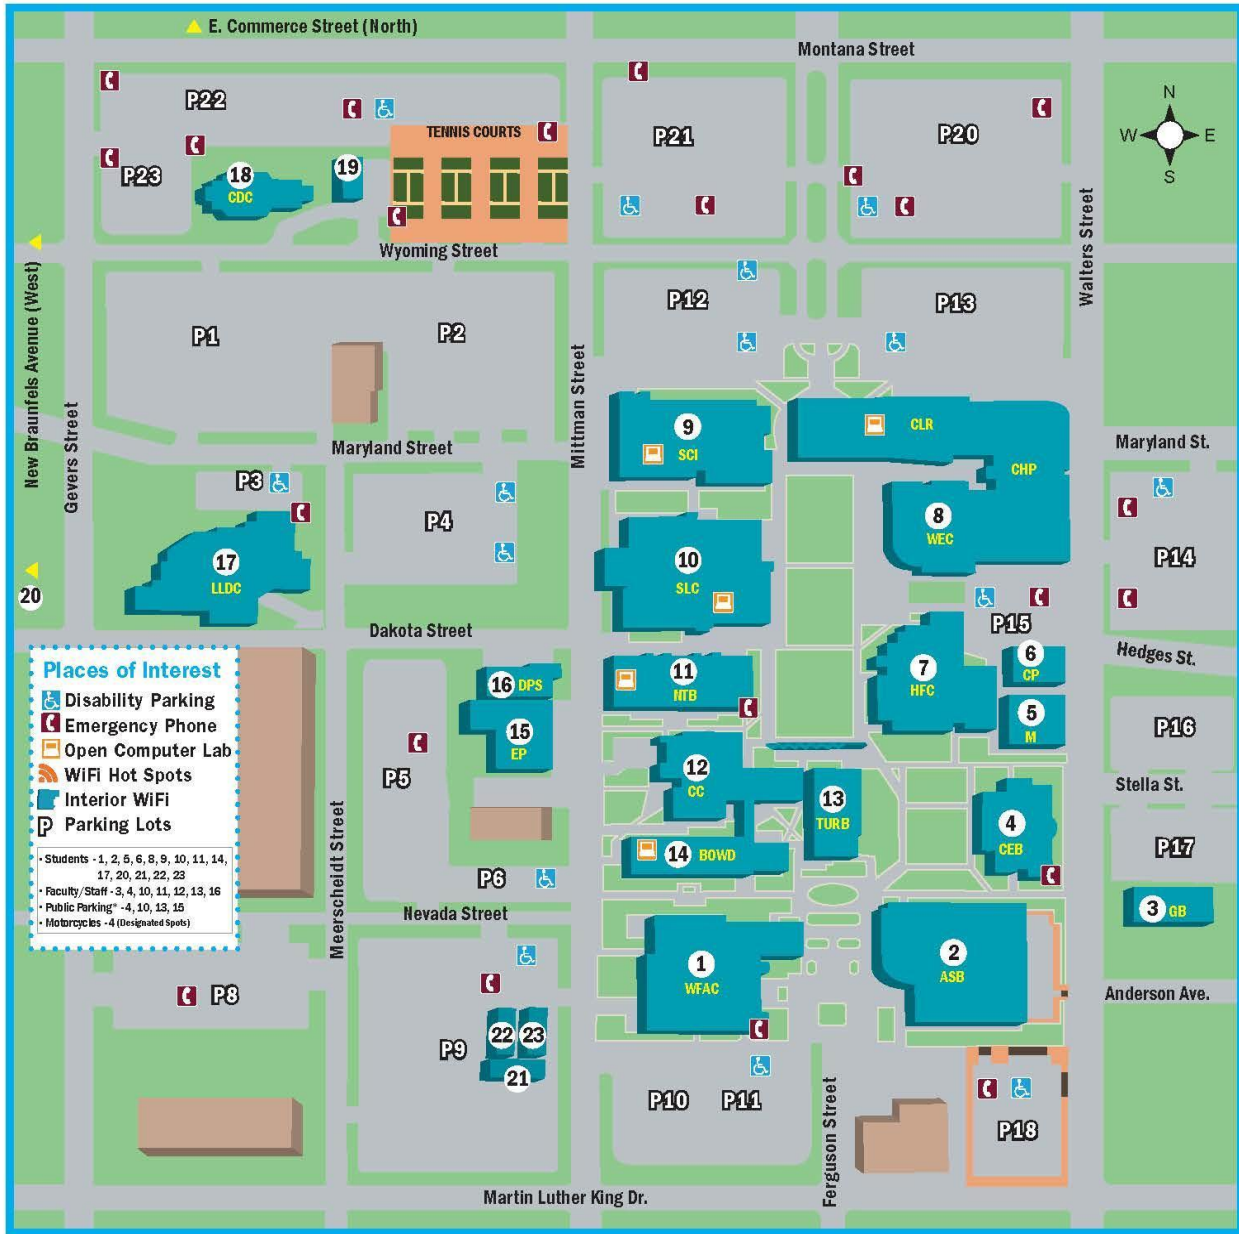 E. Commerce Street (North)
Montana Street
N
W E
S
P22
TENNIS COURTS
P21
P20
P23
18
CDC
19
Wyoming Street
Walters Street
New Braunfels Avenue (West)
P1
P2
P12
P13
Gevers Street
Mittman Street
Maryland Street
Maryland St.
9
SCI
CLR
CHP
P3
P4
8
WEC
P14
17
LLDC
10
SLC
20
Dakota Street
P15
Hedges St.
6
CP
7
HFC
5
M
P16
16 DPS
15
EP
11
NTB
P5
12
CC
13
TURB
4
CEB
Stella St.
P17
14 BOWD
P6
Nevada Street
3 GB
Meerscheidt Street
Places of Interest
Disability Parking
Emergency Phone
Open Computer Lab
WiFi Hot Spots
Interior WiFi
P Parking Lots
• Students - 1, 2, 5, 6, 8, 9, 10, 11, 14,
17, 20, 21, 22, 23
• Faculty/Staff - 3, 4, 10, 11, 12, 13, 16
• Public Parking* - 4, 10, 13, 15
• Motorcycles - 4 (Designated Spots)
1
WFAC
2
ASB
Anderson Ave.
P8
P9
22 23
21
P10 P11
Ferguson Street
P18
Martin Luther King Dr.